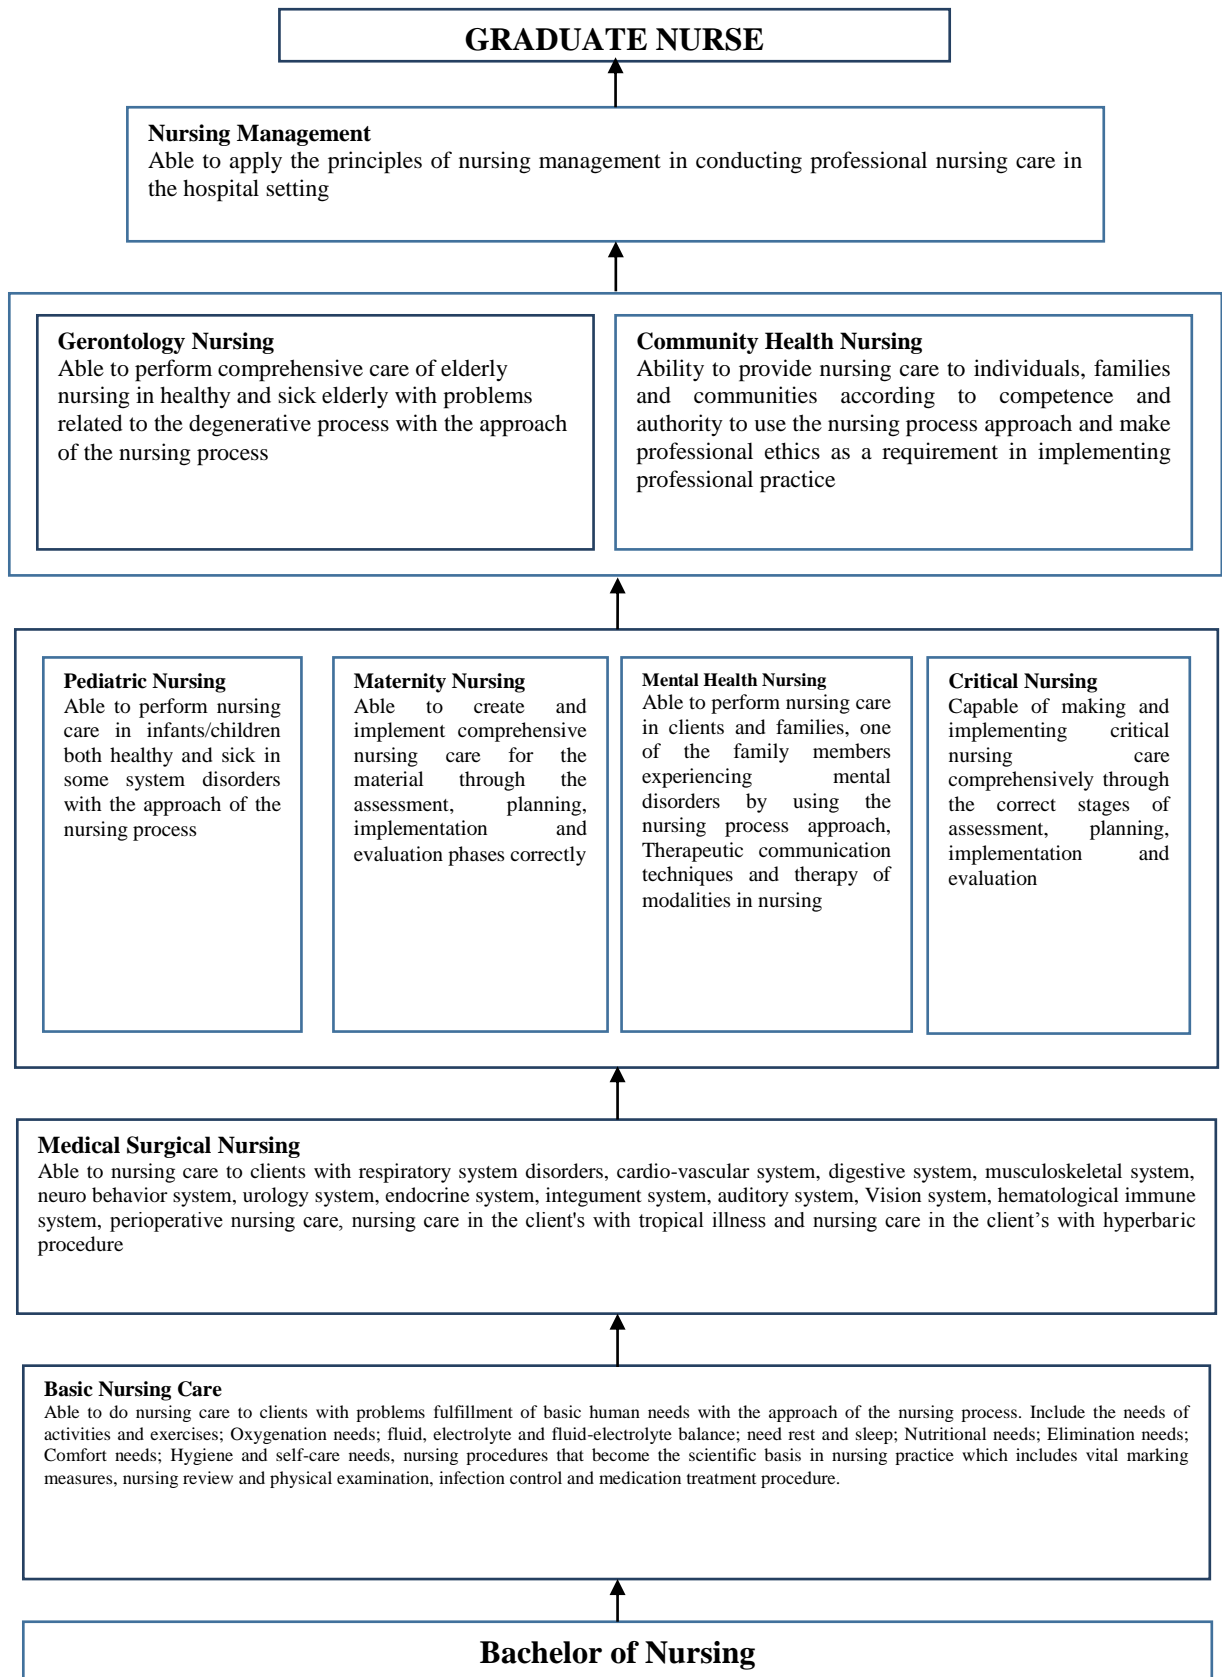 GRADUATE NURSE
Nursing Management
Able to apply the principles of nursing management in conducting professional nursing care in
the hospital setting
Gerontology Nursing
Able to perform comprehensive care of elderly
nursing in healthy and sick elderly with problems
related to the degenerative process with the approach
of the nursing process
Community Health Nursing
Ability to provide nursing care to individuals, families
and communities according to competence and
authority to use the nursing process approach and make
professional ethics as a requirement in implementing
professional practice
Pediatric Nursing
Able to perform nursing
care in infants/children
both healthy and sick in
some system disorders
with the approach of the
nursing process
Maternity Nursing
Able to create and
implement comprehensive
nursing care for the
material through the
assessment, planning,
implementation and
evaluation phases correctly
Mental Health Nursing
Able to perform nursing care
in clients and families, one
of the family members
experiencing mental
disorders by using the
nursing process approach,
Therapeutic communication
techniques and therapy of
modalities in nursing
Critical Nursing
Capable of making and
implementing critical
nursing care
comprehensively through
the correct stages of
assessment, planning,
implementation and
evaluation
Medical Surgical Nursing
Able to nursing care to clients with respiratory system disorders, cardio-vascular system, digestive system, musculoskeletal system,
neuro behavior system, urology system, endocrine system, integument system, auditory system, Vision system, hematological immune
system, perioperative nursing care, nursing care in the client's with tropical illness and nursing care in the client’s with hyperbaric
procedure
Basic Nursing Care
Able to do nursing care to clients with problems fulfillment of basic human needs with the approach of the nursing process. Include the needs of
activities and exercises; Oxygenation needs; fluid, electrolyte and fluid-electrolyte balance; need rest and sleep; Nutritional needs; Elimination needs;
Comfort needs; Hygiene and self-care needs, nursing procedures that become the scientific basis in nursing practice which includes vital marking
measures, nursing review and physical examination, infection control and medication treatment procedure.
Bachelor of Nursing